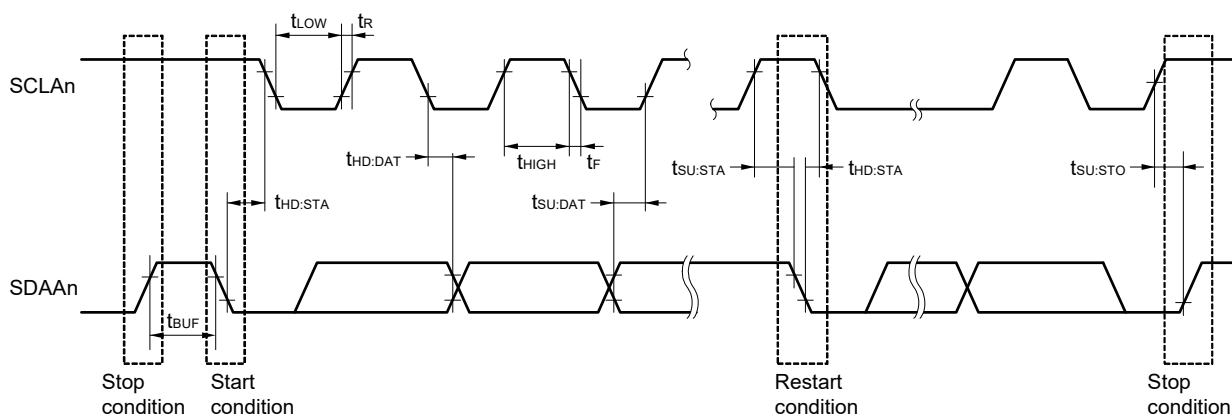 tLOW tR
SCLAn
tHD:DAT tHIGH tF tSU:STA tHD:STA tSU:STO
tHD:STA tSU:DAT
SDAAn
tBUF
Stop condition
Start condition
Restart condition
Stop condition